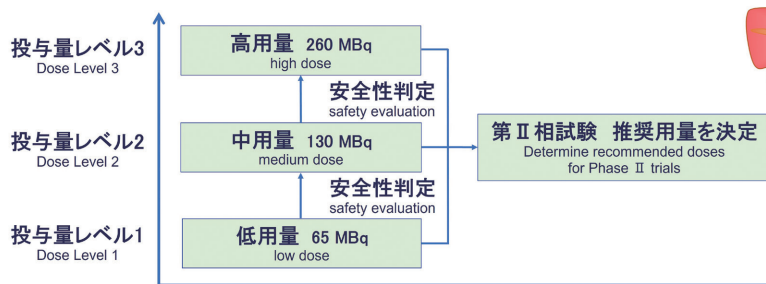 投与量レベル3
Dose Level 3
高用量 260 MBq
high dose
安全性判定
safety evaluation
投与量レベル2
Dose Level 2
中用量 130 MBq
medium dose
第Ⅱ相試験 推奨用量を決定
Determine recommended doses
for Phase Ⅱ trials
安全性判定
safety evaluation
投与量レベル1
Dose Level 1
低用量 65 MBq
low dose